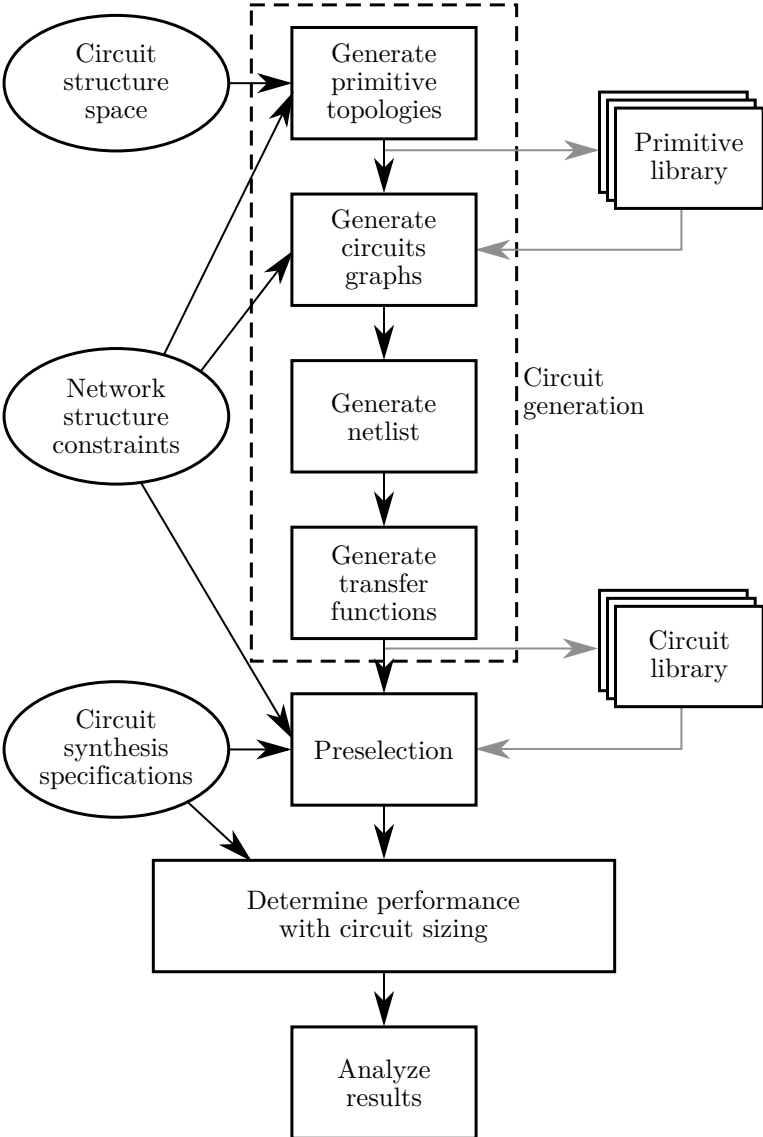 Circuit
structure
space
Generate
primitive
topologies
Primitive
library
Generate
circuits
graphs
Network
structure
constraints
Generate
netlist
Circuit
generation
Generate
transfer
functions
Circuit
library
Circuit
synthesis
specifications
Preselection
Determine performance
with circuit sizing
Analyze
results